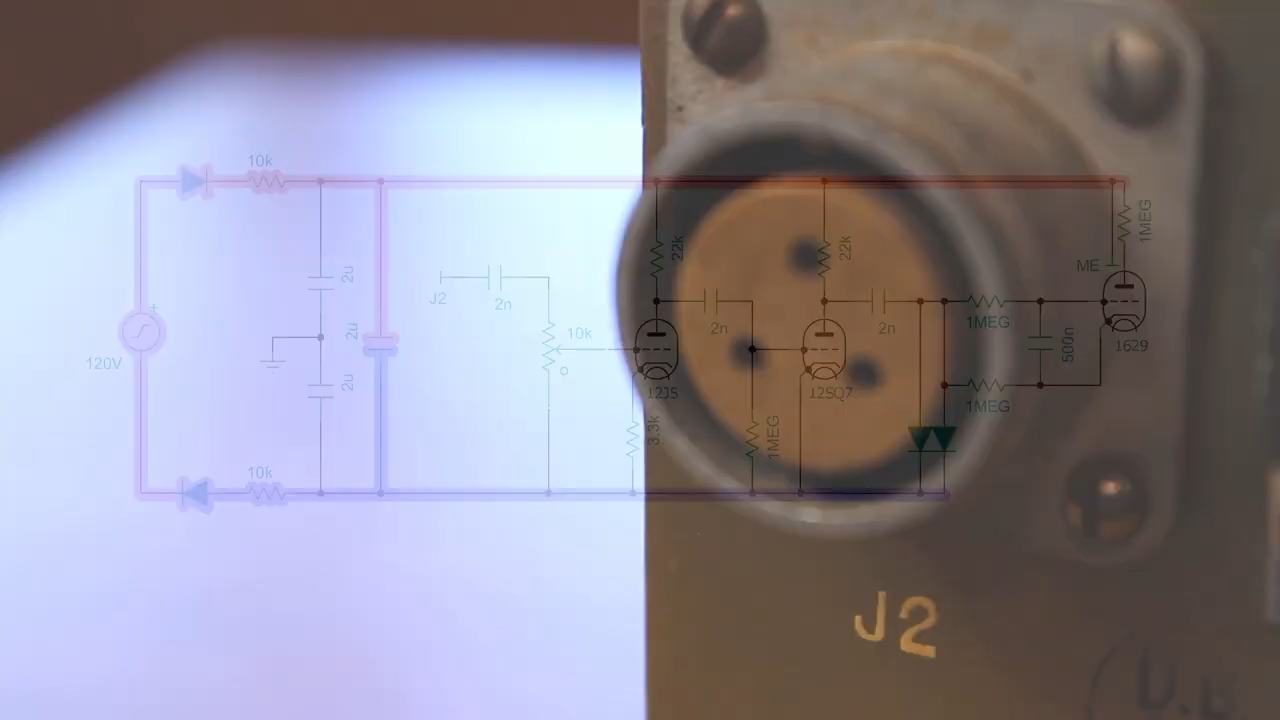 10k
22k
22k
1MEG
ME
2u
J2
2n
2n
2n
1MEG
500n
10k
1629
120V
2u
o
2u
12J5
12SQ7
1MEG
3.3k
1MEG
10k
J2